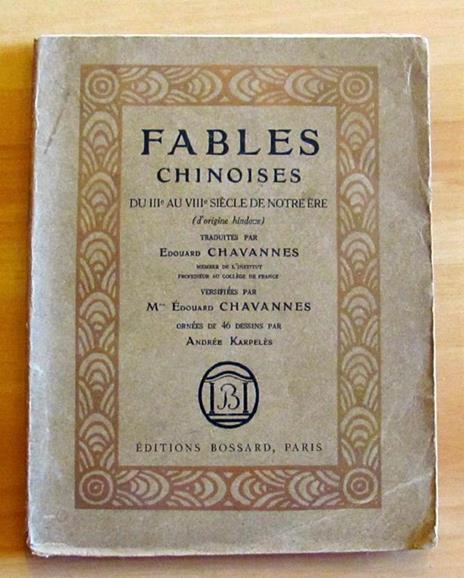 FABLES
CHINOISES
DU IIIe AU VIIIe SIÈCLE DE NOTRE ÈRE
(d'origine hindoue)
TRADUITES PAR
EDOUARD CHAVANNES
MEMBRE DE L'INSTITUT
PROFESSEUR AU COLLÈGE DE FRANCE
VERSIFIÉES PAR
Mme ÉDOUARD CHAVANNES
ORNÉES DE 46 DESSINS PAR
ANDRÉE KARPELÈS
B
ÉDITIONS BOSSARD, PARIS